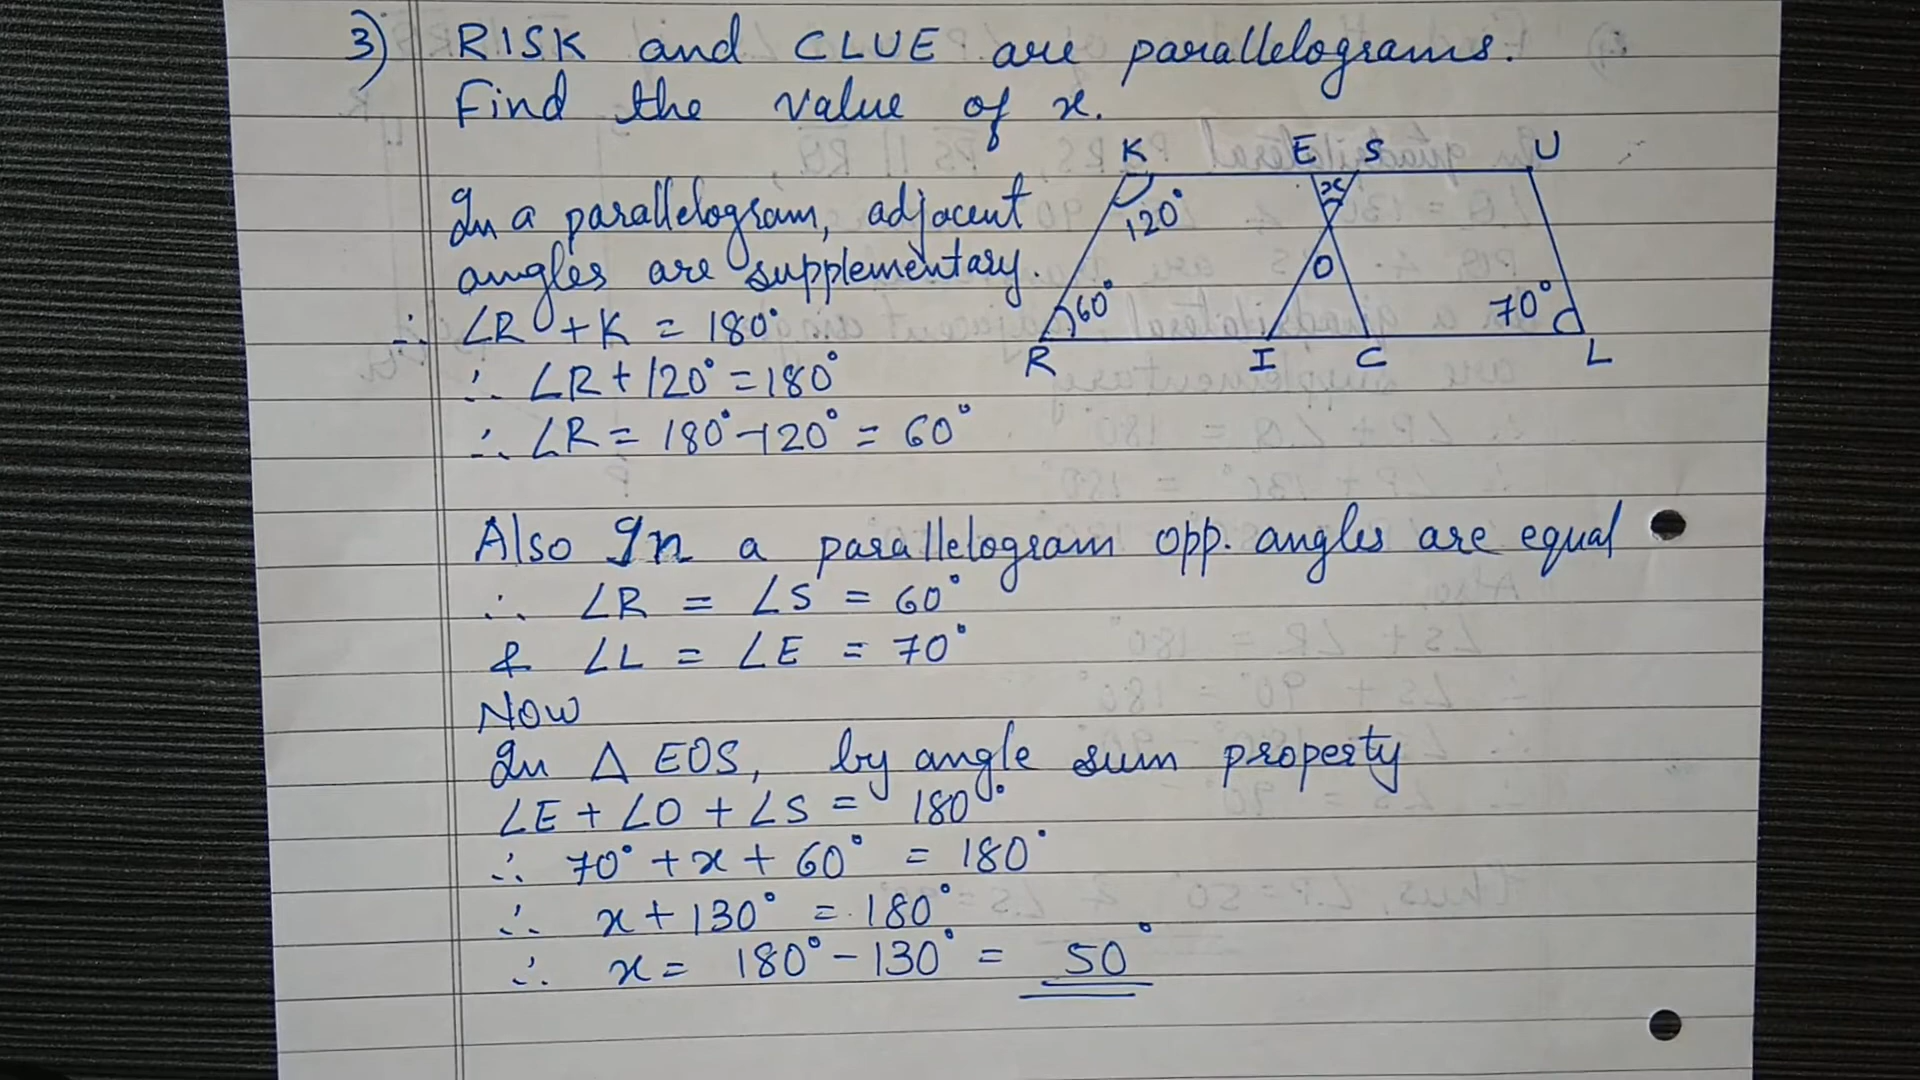 3) RISK and CLUE are parallelograms.
Find the value of x.
K E S U
x
120°
O
60°
70°
R I C L
In a parallelogram, adjacent
angles are supplementary.
∴ ∠R + K = 180°
∴ ∠R + 120° = 180°
∴ ∠R = 180° - 120° = 60°
Also In a parallelogram opp. angles are equal
∴ ∠R = ∠S = 60°
& ∠L = ∠E = 70°
Now
In △ EOS, by angle sum property
∠E + ∠O + ∠S = 180°
∴ 70° + x + 60° = 180°
∴ x + 130° = 180°
∴ x = 180° - 130° = 50°